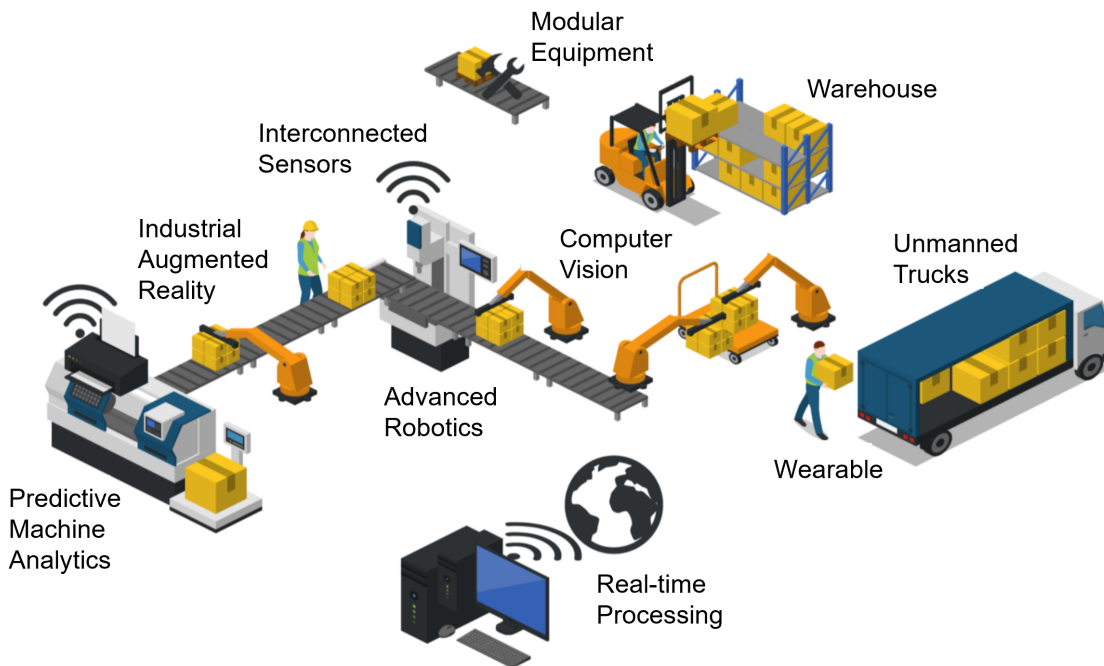 Modular
Equipment
Warehouse
Interconnected
Sensors
Industrial
Augmented
Reality
Computer
Vision
Unmanned
Trucks
Advanced
Robotics
Wearable
Predictive
Machine
Analytics
Real-time
Processing